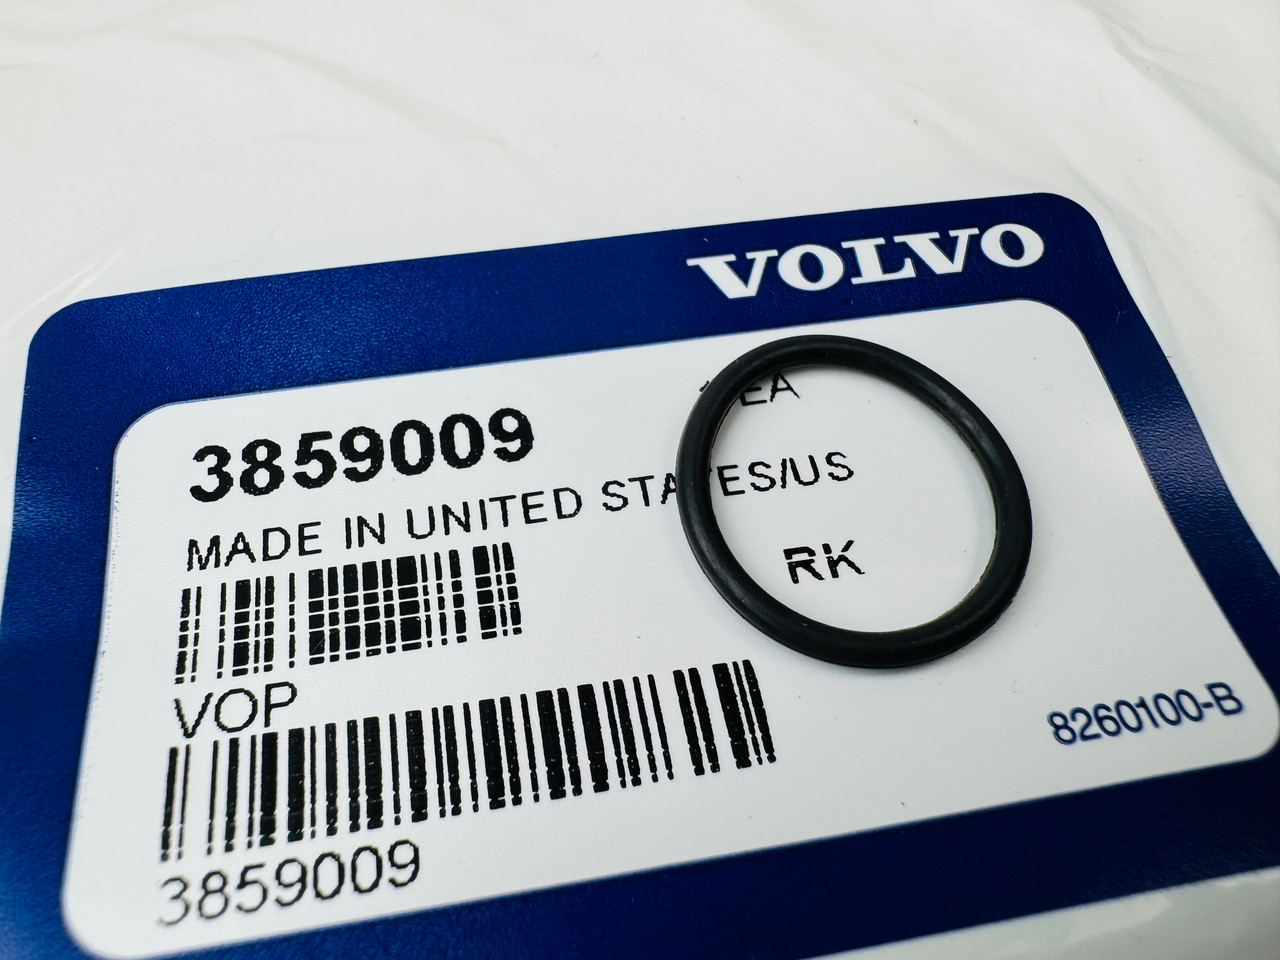 VOLVO
EA
3859009
MADE IN UNITED STATES/US
RK
VOP
8260100-B
3859009